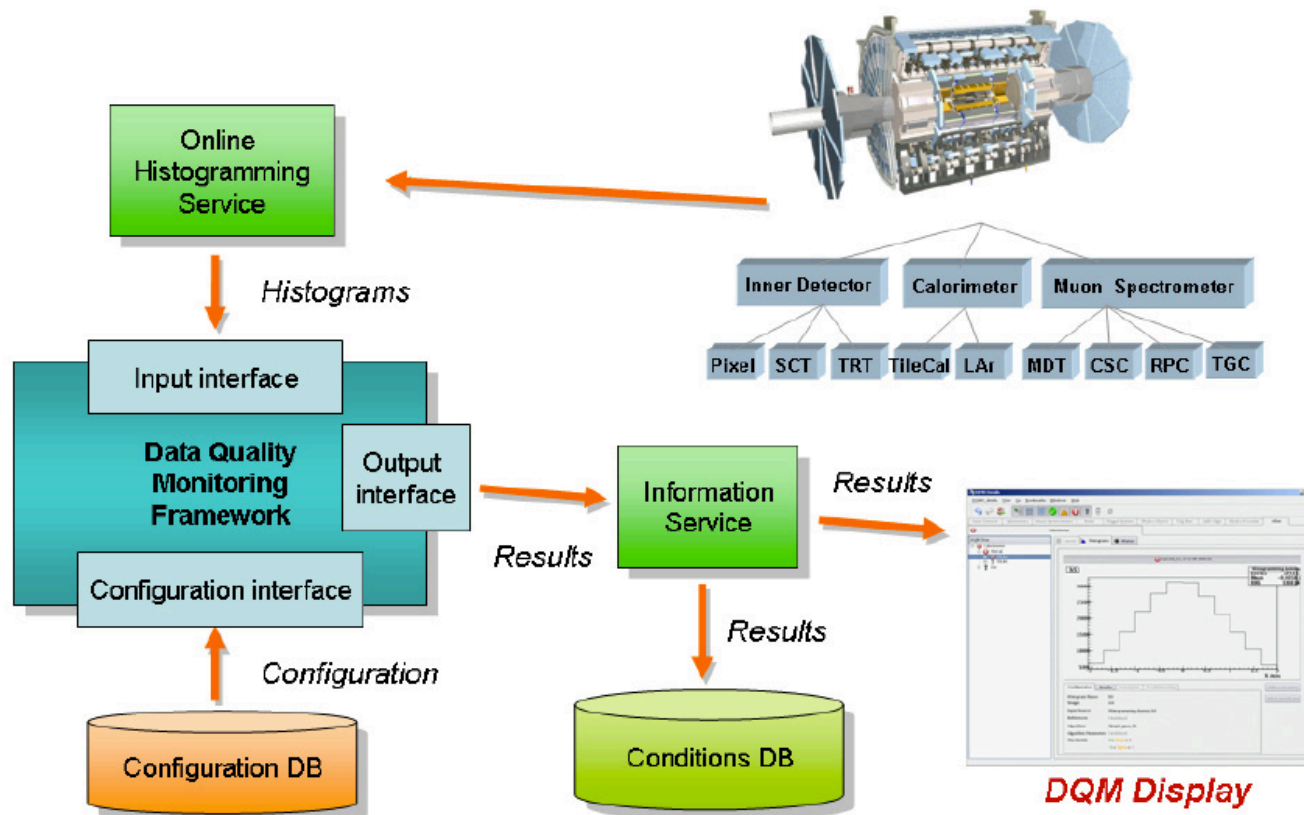 Online
Histogramming
Service
Histograms
Inner Detector
Calorimeter
Muon Spectrometer
Pixel
SCT
TRT
TileCal
LAr
MDT
CSC
RPC
TGC
Input interface
Data Quality
Monitoring
Framework
Output
interface
Configuration interface
Results
Information
Service
Results
Results
Configuration
Configuration DB
Conditions DB
DQM Display